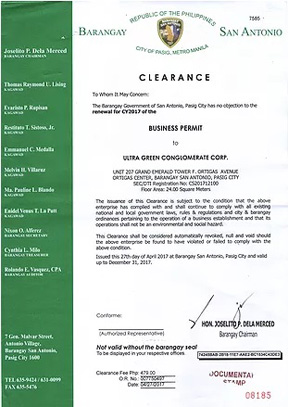 7585
REPUBLIC OF THE PHILIPPINES
BARANGAY
SAN ANTONIO
CITY OF PASIG, METRO MANILA
CLEARANCE
To Whom It May Concern:
The Barangay Government of San Antonio, Pasig City has no objection to the
renewal for CY2017 of the
BUSINESS PERMIT
to
ULTRA GREEN CONGLOMERATE CORP.
UNIT 207 GRAND EMERALD TOWER F. ORTIGAS AVENUE
ORTIGAS CENTER, BARANGAY SAN ANTONIO, PASIG CITY
SEC/DTI Registration No: CS201712100
Floor Area: 24.00 Square Meters
The issuance of this Clearance is subject to the condition that the above
enterprise has complied with and shall continue to comply with all existing
national and local government laws, rules & regulations and city & barangay
ordinances pertaining to the operation of a business establishment and that its
operations shall not be an environmental and social hazard.
This Clearance shall be considered automatically revoked, null and void should
the above enterprise be found to have violated or failed to comply with the
above condition.
Issued this 27th day of April 2017 at Barangay San Antonio, Pasig City and valid
up to December 31, 2017.
Conforme:
(Authorized Representative)
HON. JOSELITO P. DELA MERCED
Barangay Chairman
Not valid without the barangay seal
To be displayed in your respective offices.
Clearance Fee Php: 479.00
O.R. No:
Date: 04/27/2017
DOCUMENTARY
STAMP
08185
Joselito P. Dela Merced
BARANGAY CHAIRMAN
Thomas Raymond U. Lising
KAGAWAD
Evaristo P. Rapisan
KAGAWAD
Restituto T. Sistoso, Jr.
KAGAWAD
Emmanuel C. Medalla
KAGAWAD
Melvin H. Villaruz
KAGAWAD
Ma. Pauline L. Blando
KAGAWAD
Enidel Venus T. La Putt
KAGAWAD
Nixon O. Afferez
BARANGAY SECRETARY
Cynthia L. Milo
BARANGAY TREASURER
Rolando E. Vasquez, CPA
BARANGAY AUDITOR
7 Gen. Malvar Street,
Antonio Village,
Barangay San Antonio,
Pasig City 1600
TEL 635-9424 / 631-0099
FAX 635-5476